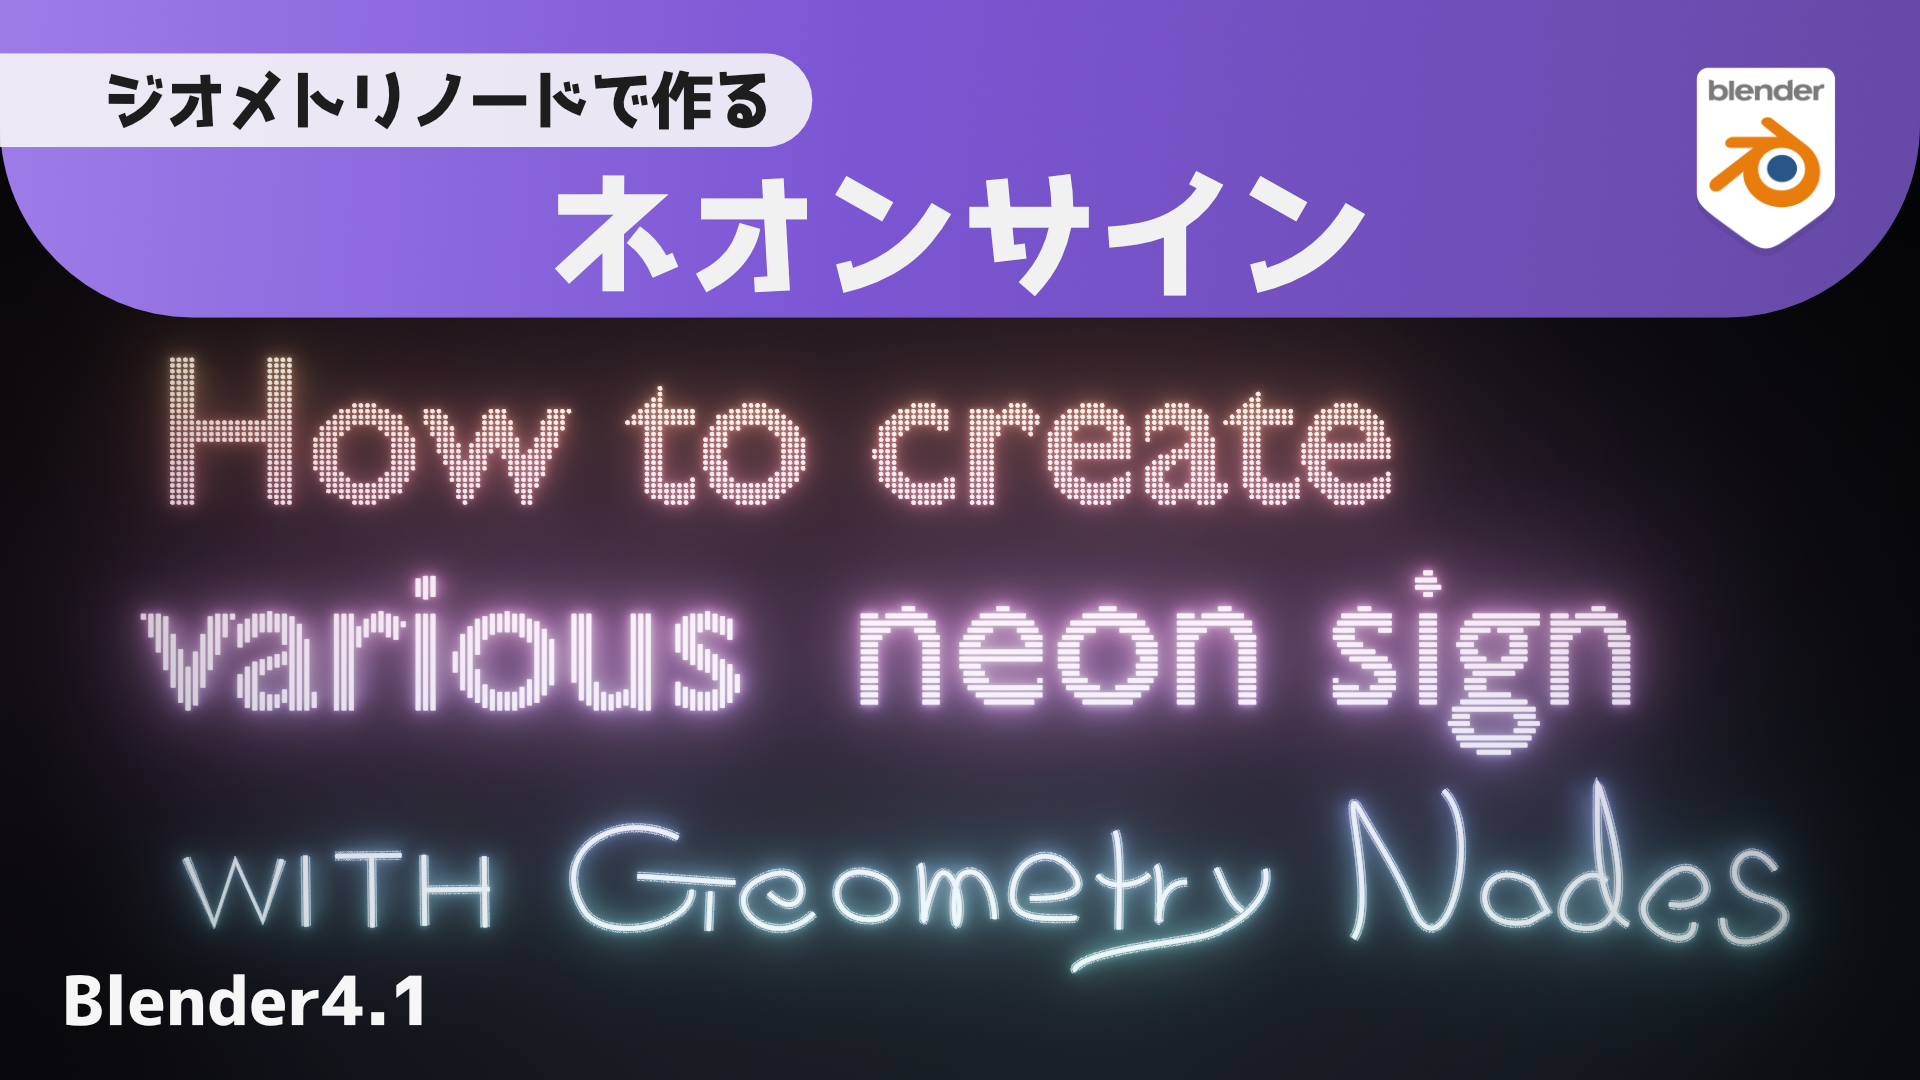 ジオメトリノードで作る
blender
ネオンサイン
How to create
various neon sign
WITH Geometry Nodes
Blender4.1